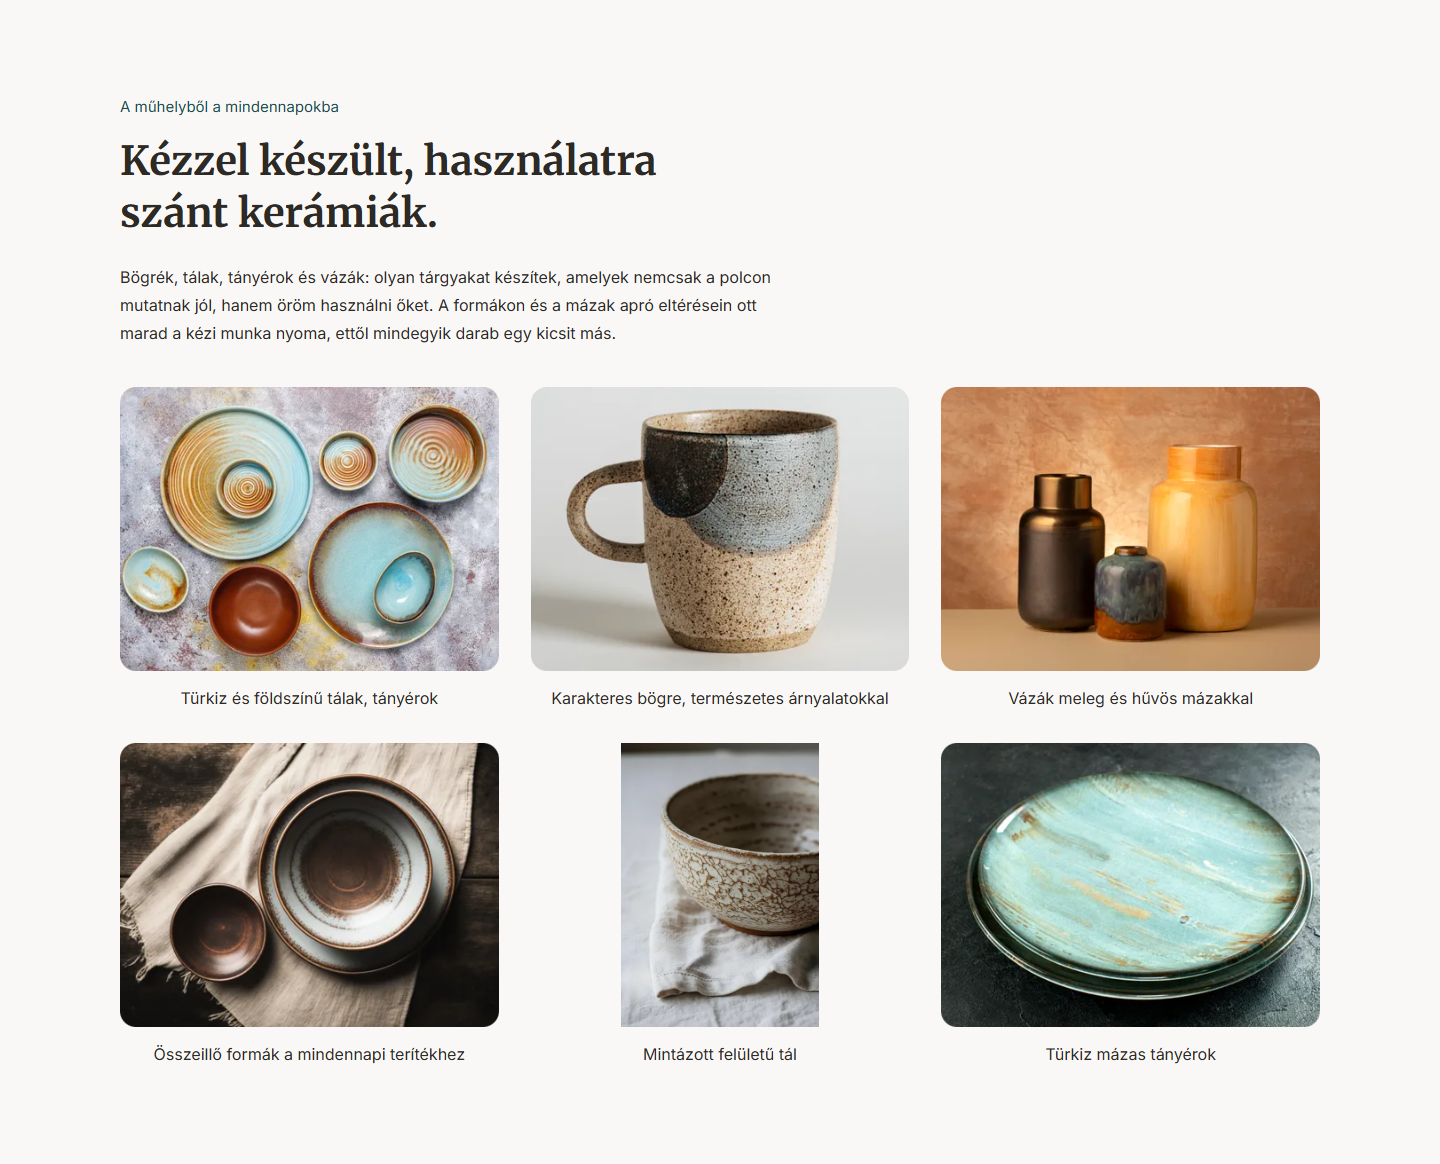 A műhelyből a mindennapokba
Kézzel készült, használatra
szánt kerámiák.
Bögrék, tálak, tányérok és vázák: olyan tárgyakat készítek, amelyek nemcsak a polcon
mutatnak jól, hanem öröm használni őket. A formákon és a mázak apró eltérésein ott
marad a kézi munka nyoma, ettől mindegyik darab egy kicsit más.
Türkiz és földszínű tálak, tányérok
Karakteres bögre, természetes árnyalatokkal
Vázák meleg és hűvös mázakkal
Összeillő formák a mindennapi terítékhez
Mintázott felületű tál
Türkiz mázas tányérok